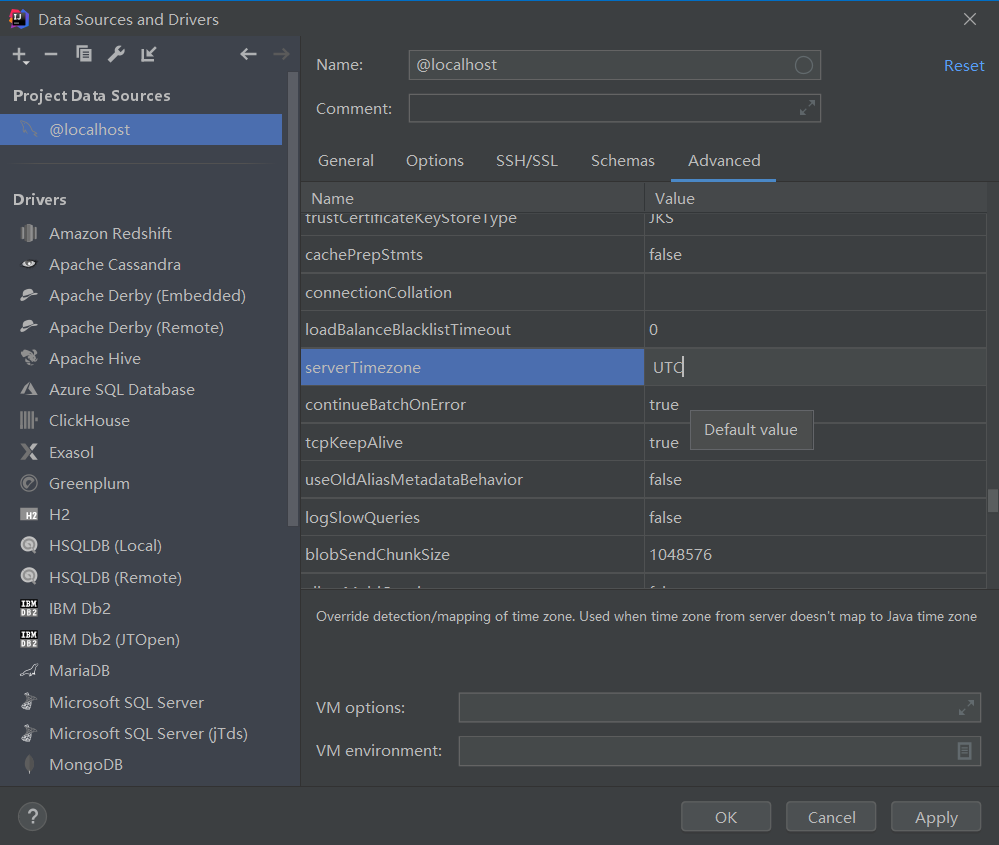 Data Sources and Drivers
Project Data Sources
@localhost
Drivers
Amazon Redshift
Apache Cassandra
Apache Derby (Embedded)
Apache Derby (Remote)
Apache Hive
Azure SQL Database
ClickHouse
Exasol
Greenplum
H2
HSQLDB (Local)
HSQLDB (Remote)
IBM Db2
IBM Db2 (JTOpen)
MariaDB
Microsoft SQL Server
Microsoft SQL Server (jTds)
MongoDB
Name: @localhost Reset
Comment:
General Options SSH/SSL Schemas Advanced
Name Value
trustCertificateKeyStoreType JKS
cachePrepStmts false
connectionCollation
loadBalanceBlacklistTimeout 0
serverTimezone UTC
continueBatchOnError true
Default value
tcpKeepAlive true
useOldAliasMetadataBehavior false
logSlowQueries false
blobSendChunkSize 1048576
Override detection/mapping of time zone. Used when time zone from server doesn't map to Java time zone
VM options:
VM environment:
? OK Cancel Apply